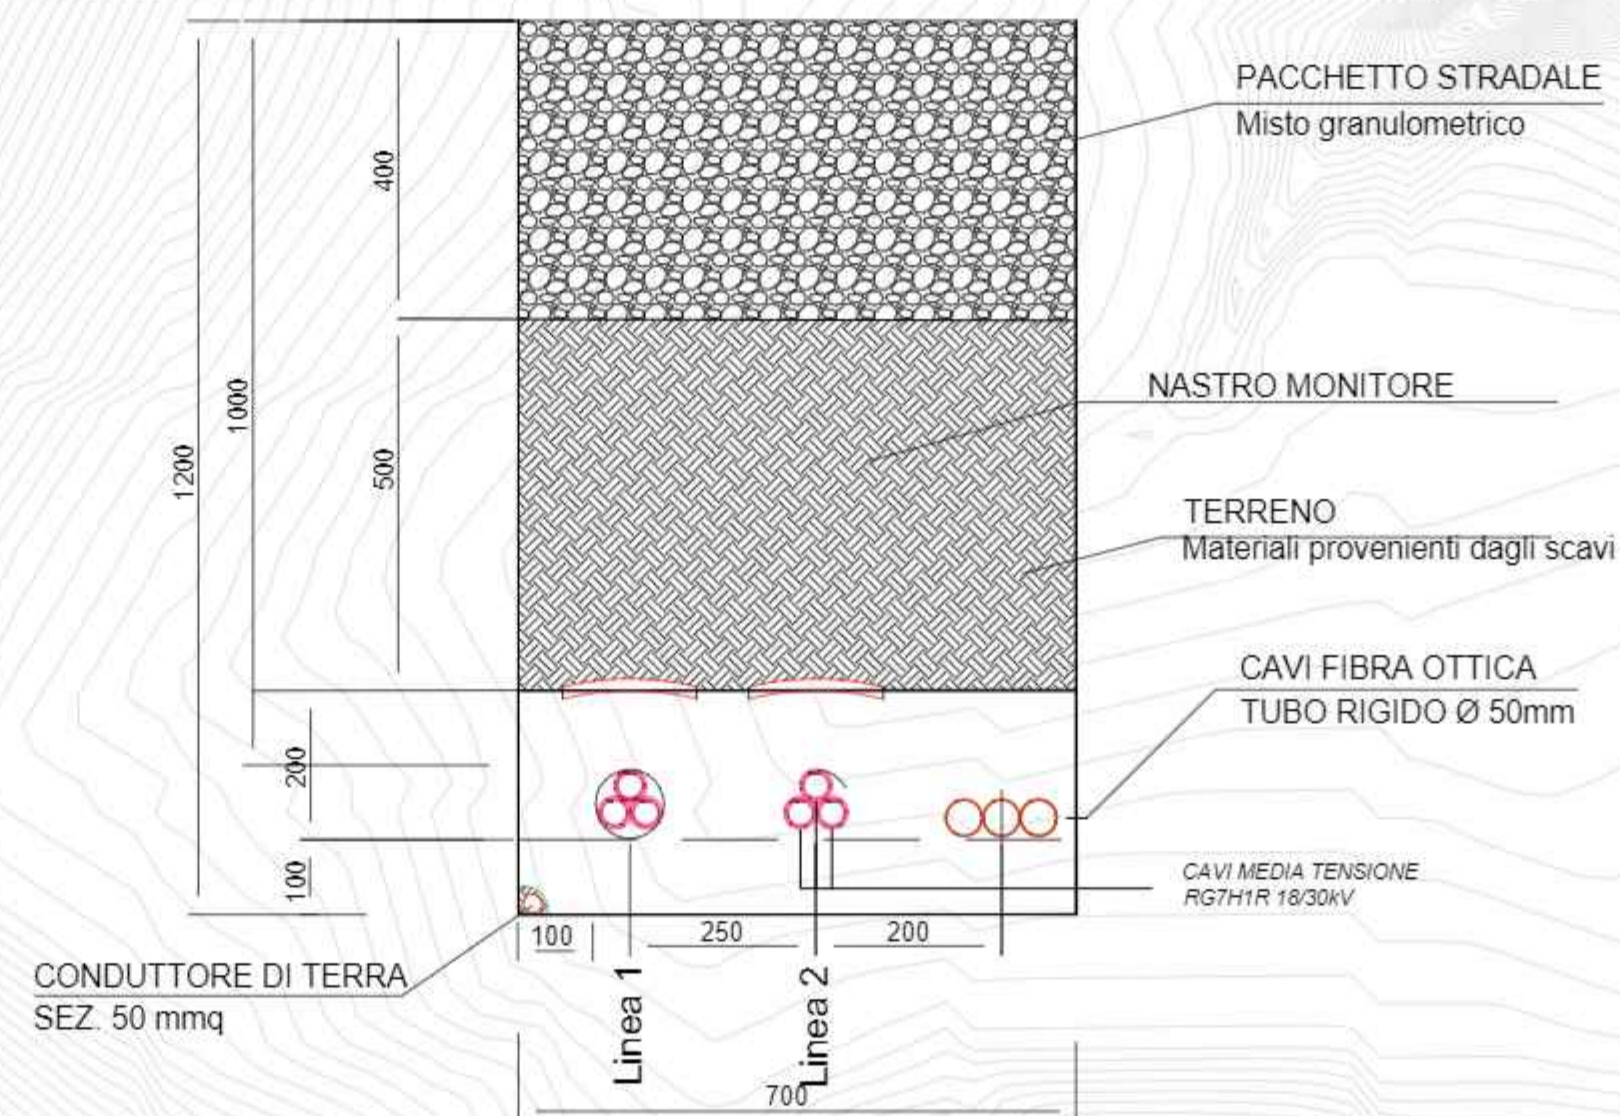 PACCHETTO STRADALE
Misto granulometrico
400
1000
NASTRO MONITORE
1200
500
TERRENO
Materiali provenienti dagli scavi
CAVI FIBRA OTTICA
TUBO RIGIDO Ø 50mm
200
100
CAVI MEDIA TENSIONE
RG7H1R 18/30kV
100
250
200
CONDUTTORE DI TERRA
SEZ. 50 mmq
Linea 1
Linea 2
700